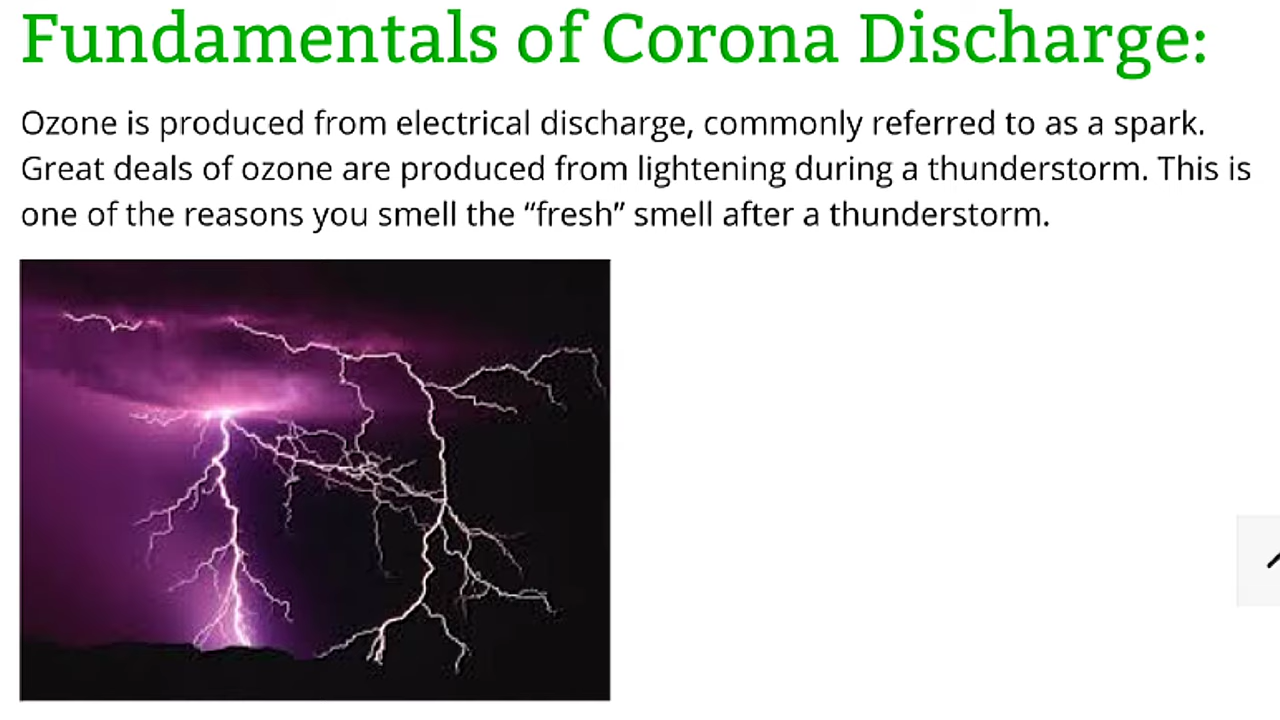 Fundamentals of Corona Discharge:
Ozone is produced from electrical discharge, commonly referred to as a spark.
Great deals of ozone are produced from lightening during a thunderstorm. This is
one of the reasons you smell the “fresh” smell after a thunderstorm.